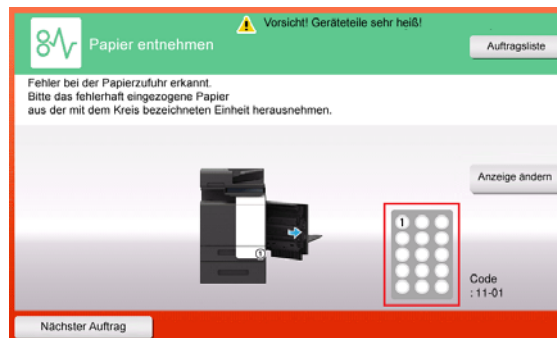 Vorsicht! Geräteteile sehr heiß!
Papier entnehmen
Auftragsliste
Fehler bei der Papierzufuhr erkannt.
Bitte das fehlerhaft eingezogene Papier
aus der mit dem Kreis bezeichneten Einheit herausnehmen.
Anzeige ändern
1
1
Code
: 11-01
Nächster Auftrag